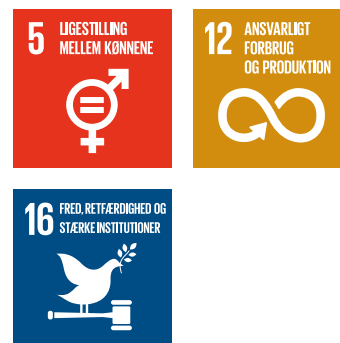 5 LIGESTILLING
MELLEM KØNNENE
12 ANSVARLIGT
FORBRUG
OG PRODUKTION
16 FRED, RETFÆRDIGHED OG
STÆRKE INSTITUTIONER